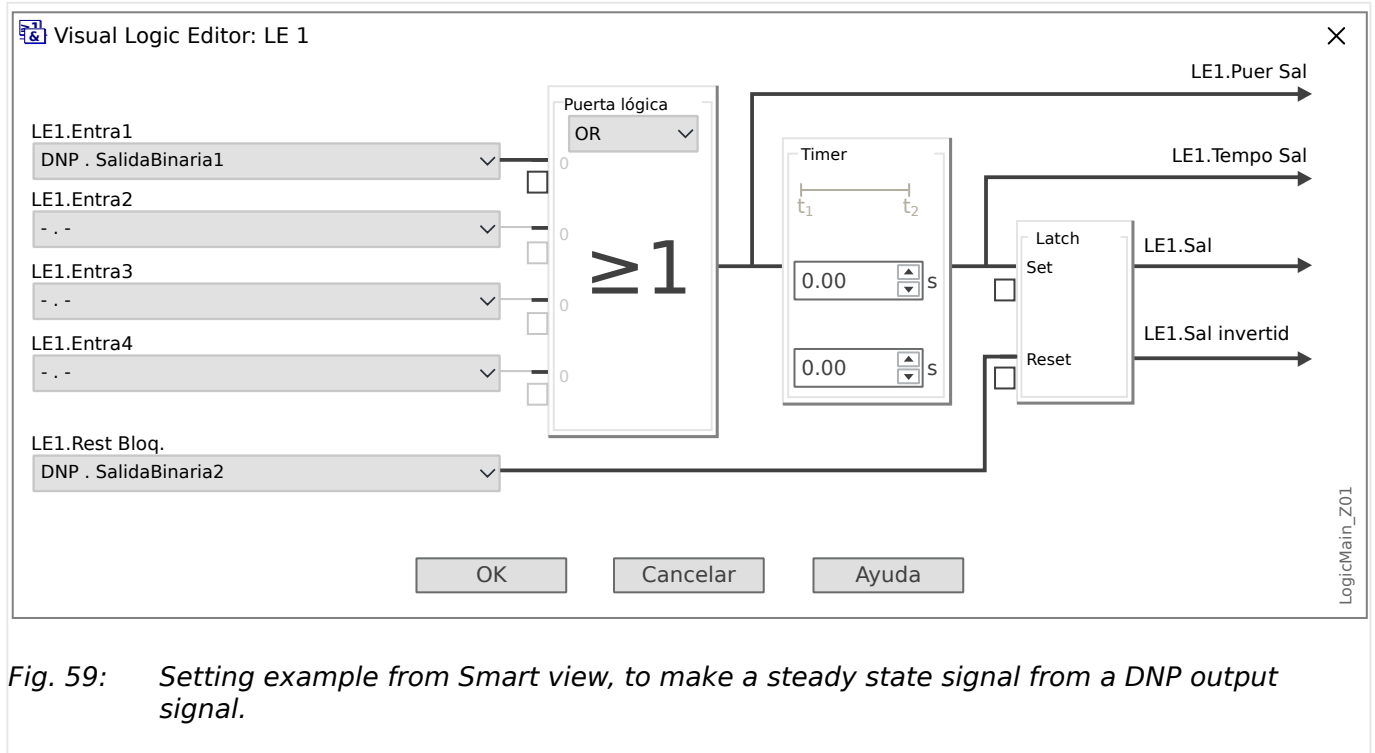 ≥1
&
Visual Logic Editor: LE 1
LE1.Puer Sal
Puerta lógica
LE1.Entra1
OR
DNP . SalidaBinaria1
0
Timer
LE1.Tempo Sal
LE1.Entra2
t1 t2
- . -
0
≥1
Latch
LE1.Sal
LE1.Entra3
Set
0.00 s
- . -
0
LE1.Entra4
LE1.Sal invertid
Reset
- . -
0
0.00 s
LE1.Rest Bloq.
DNP . SalidaBinaria2
LogicMain_Z01
OK Cancelar Ayuda
Fig. 59: Setting example from Smart view, to make a steady state signal from a DNP output
signal.